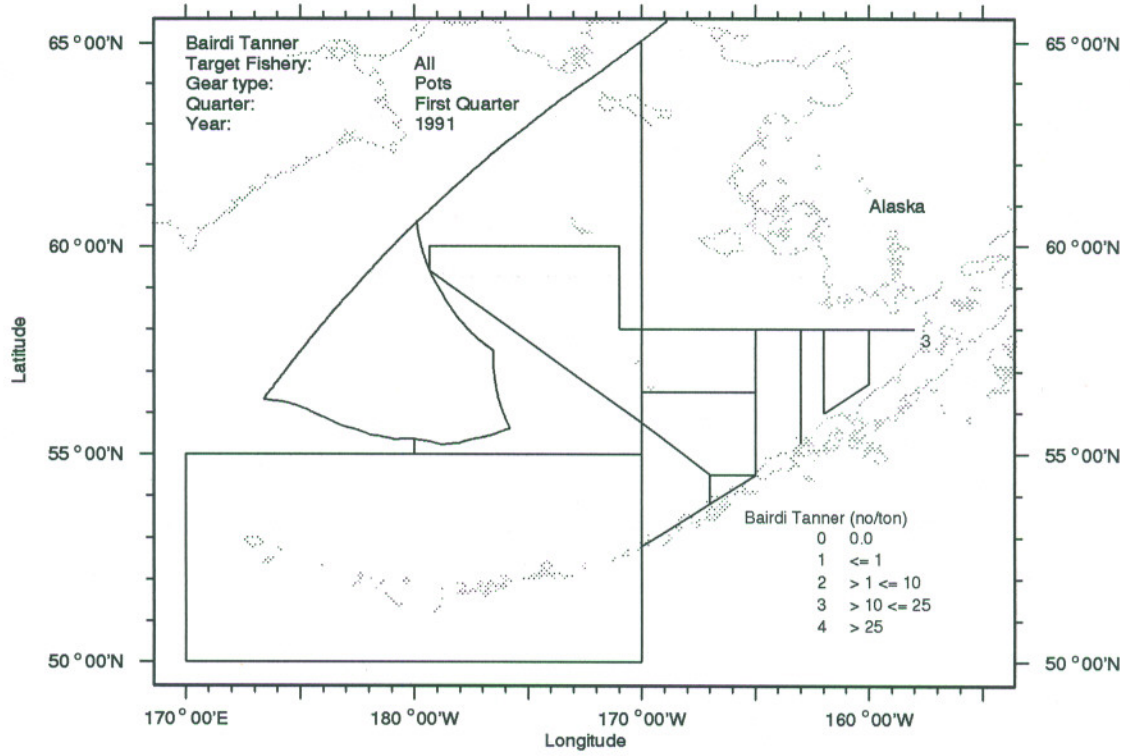 65 °00'N
65 °00'N
Bairdi Tanner
Target Fishery: All
Gear type: Pots
Quarter: First Quarter
Year: 1991
Alaska
60 °00'N
60 °00'N
3
Latitude
55 °00'N
55 °00'N
Bairdi Tanner (no/ton)
0 0.0
1 <= 1
2 > 1 <= 10
3 > 10 <= 25
4 > 25
50 °00'N
50 °00'N
170 °00'E
180 °00'W
170 °00'W
160 °00'W
Longitude